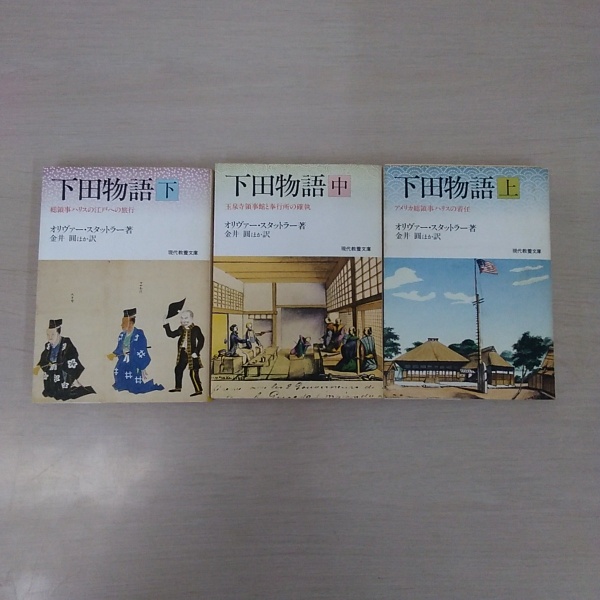 下田物語 下
総領事ハリスの江戸への旅行
オリヴァー・スタットラー著
金井 圓ほか訳
現代教養文庫
下田物語 中
玉泉寺領事館と奉行所の確執
オリヴァー・スタットラー著
金井 圓ほか訳
現代教養文庫
下田物語 上
アメリカ総領事ハリスの着任
オリヴァー・スタットラー著
金井 圓ほか訳
現代教養文庫